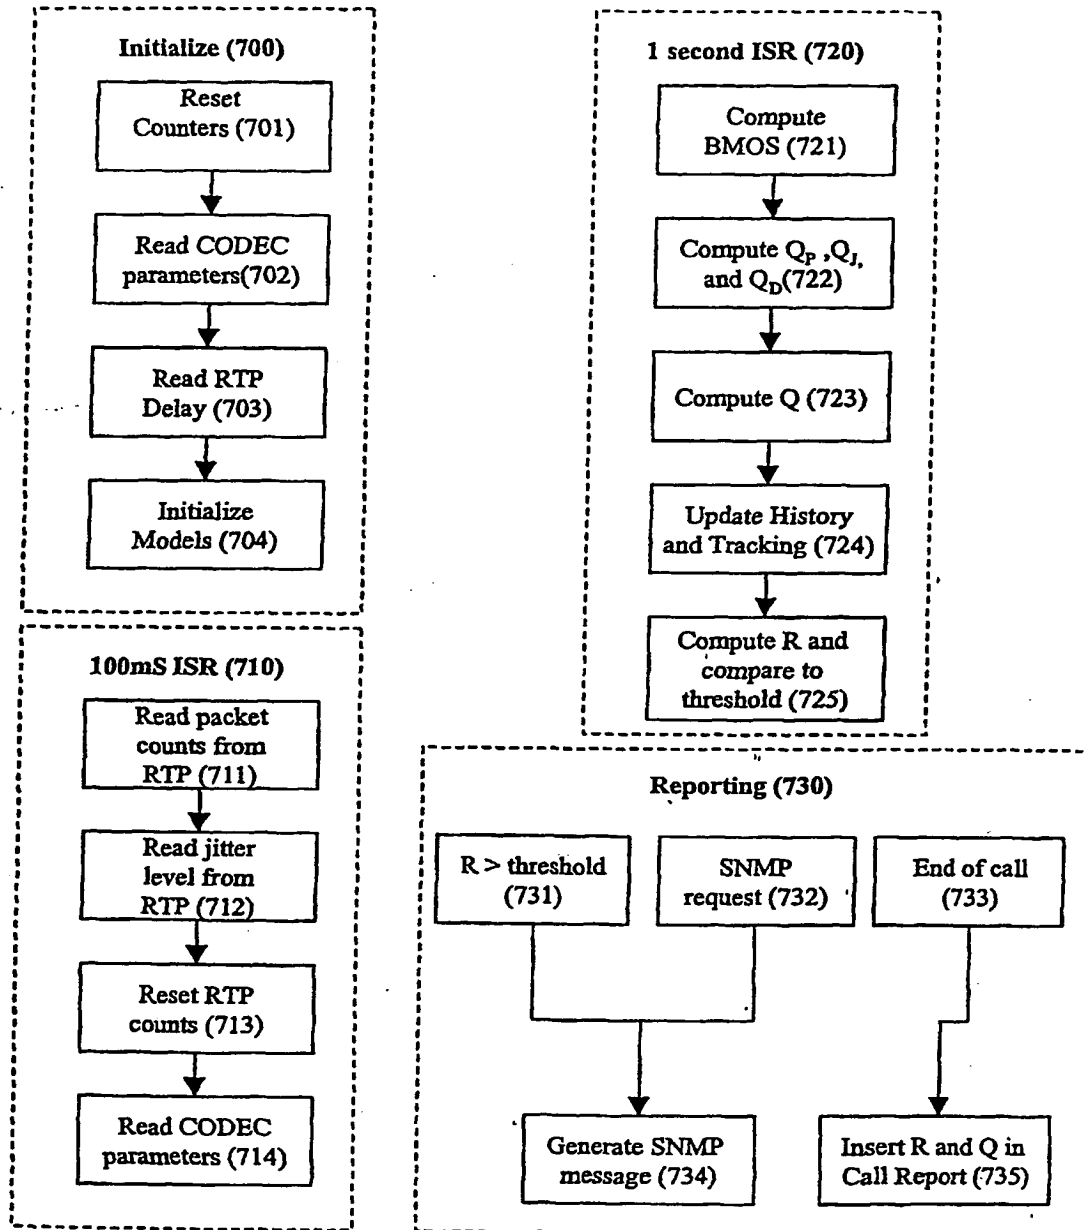 Initialize (700)
Reset
Counters (701)
Read CODEC
parameters(702)
Read RTP
Delay (703)
Initialize
Models (704)
100mS ISR (710)
Read packet
counts from
RTP (711)
Read jitter
level from
RTP (712)
Reset RTP
counts (713)
Read CODEC
parameters (714)
1 second ISR (720)
Compute
BMOS (721)
Compute QP ,QJ,
and QD(722)
Compute Q (723)
Update History
and Tracking (724)
Compute R and
compare to
threshold (725)
Reporting (730)
R > threshold
(731)
SNMP
request (732)
End of call
(733)
Generate SNMP
message (734)
Insert R and Q in
Call Report (735)